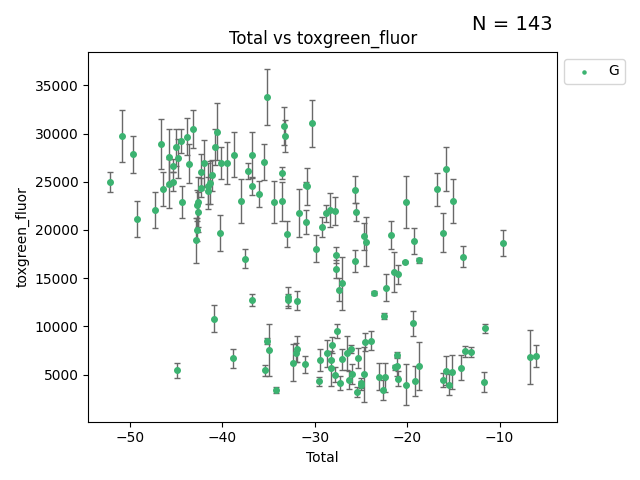 N = 143
Total vs toxgreen_fluor
G
toxgreen_fluor
35000
30000
25000
20000
15000
10000
5000
−50 −40 −30 −20 −10
Total